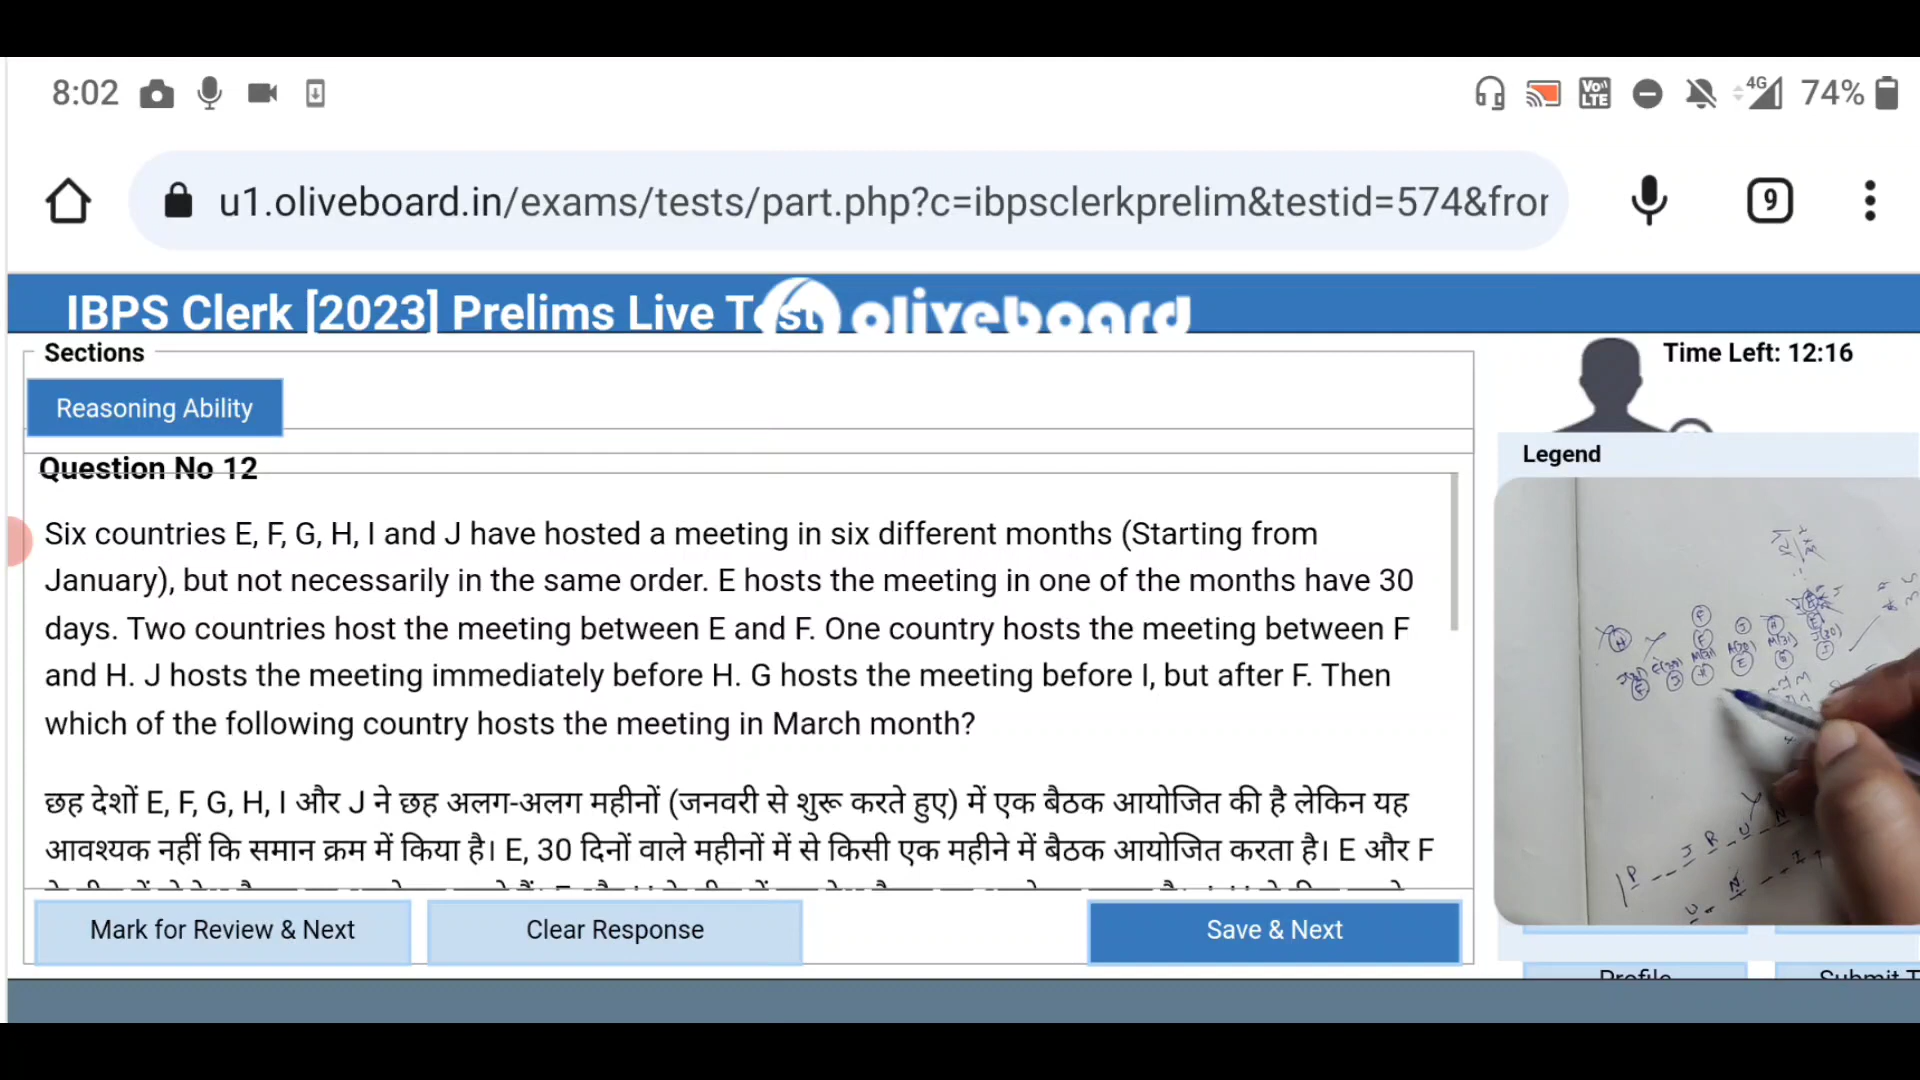 8:02
4G
Vo LTE
74%
u1.oliveboard.in/exams/tests/part.php?c=ibpsclerkprelim&testid=574&fror
9
IBPS Clerk [2023] Prelims Live Test
oliveboard
Sections
Time Left: 12:16
Reasoning Ability
Legend
Question No 12
Six countries E, F, G, H, I and J have hosted a meeting in six different months (Starting from
January), but not necessarily in the same order. E hosts the meeting in one of the months have 30
days. Two countries host the meeting between E and F. One country hosts the meeting between F
and H. J hosts the meeting immediately before H. G hosts the meeting before I, but after F. Then
which of the following country hosts the meeting in March month?
छह देशों E, F, G, H, I और J ने छह अलग-अलग महीनों (जनवरी से शुरू करते हुए) में एक बैठक आयोजित की है लेकिन यह
आवश्यक नहीं कि समान क्रम में किया है। E, 30 दिनों वाले महीनों में से किसी एक महीने में बैठक आयोजित करता है। E और F
Mark for Review & Next
Clear Response
Save & Next
Profile
Submit T